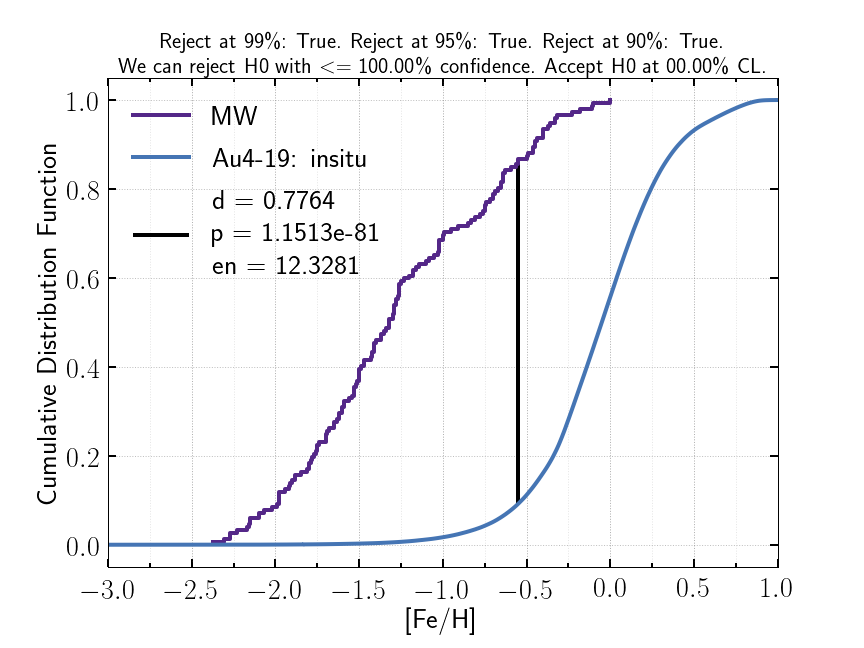 Reject at 99%: True. Reject at 95%: True. Reject at 90%: True.
We can reject H0 with <= 100.00% confidence. Accept H0 at 00.00% CL.
MW
Au4-19: insitu
d = 0.7764
p = 1.1513e-81
en = 12.3281
Cumulative Distribution Function
1.0
0.8
0.6
0.4
0.2
0.0
−3.0 −2.5 −2.0 −1.5 −1.0 −0.5 0.0 0.5 1.0
[Fe/H]